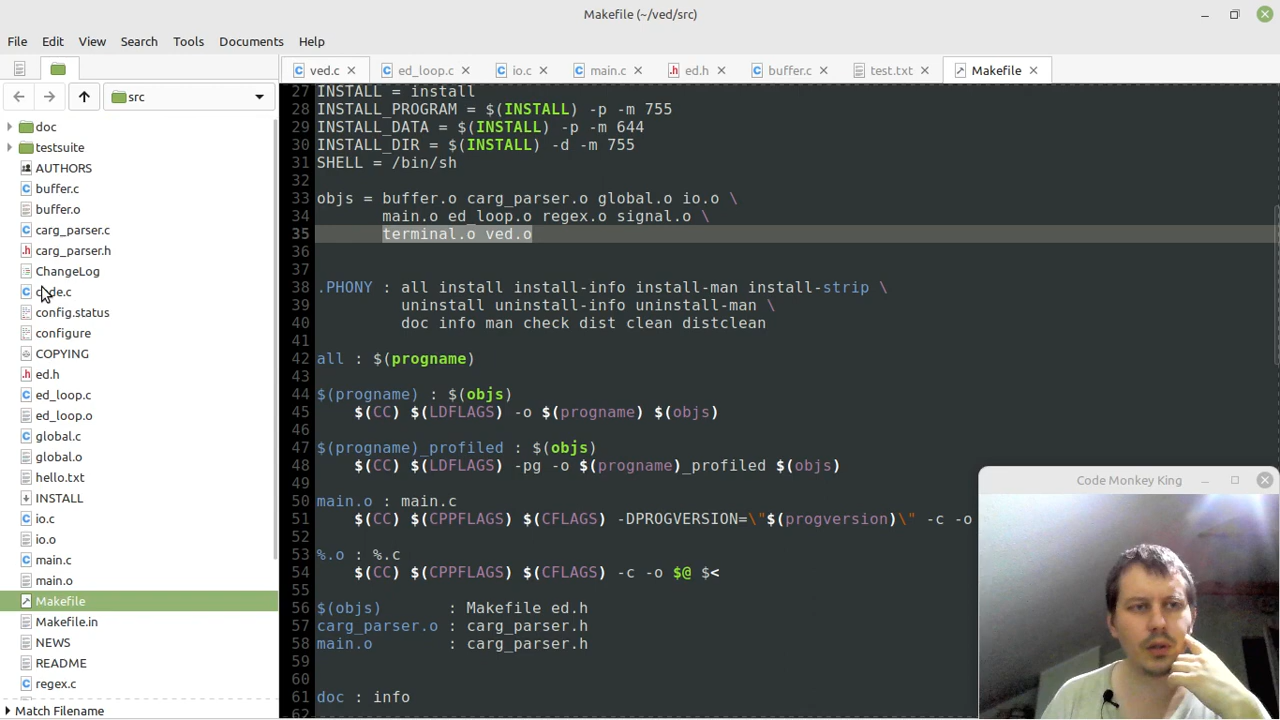 Makefile (~/ved/src)
File Edit View Search Tools Documents Help
ved.c ed_loop.c io.c main.c ed.h buffer.c test.txt Makefile
src
doc
testsuite
AUTHORS
buffer.c
buffer.o
carg_parser.c
carg_parser.h
ChangeLog
code.c
config.status
configure
COPYING
ed.h
ed_loop.c
ed_loop.o
global.c
global.o
hello.txt
INSTALL
io.c
io.o
main.c
main.o
Makefile
Makefile.in
NEWS
README
regex.c
Match Filename
27 INSTALL = install
28 INSTALL_PROGRAM = $(INSTALL) -p -m 755
29 INSTALL_DATA = $(INSTALL) -p -m 644
30 INSTALL_DIR = $(INSTALL) -d -m 755
31 SHELL = /bin/sh
32
33 objs = buffer.o carg_parser.o global.o io.o \
34 main.o ed_loop.o regex.o signal.o \
35 terminal.o ved.o
36
37
38 .PHONY : all install install-info install-man install-strip \
39 uninstall uninstall-info uninstall-man \
40 doc info man check dist clean distclean
41
42 all : $(progname)
43
44 $(progname) : $(objs)
45 $(CC) $(LDFLAGS) -o $(progname) $(objs)
46
47 $(progname)_profiled : $(objs)
48 $(CC) $(LDFLAGS) -pg -o $(progname)_profiled $(objs)
49
50 main.o : main.c
51 $(CC) $(CPPFLAGS) $(CFLAGS) -DPROGVERSION=\"$(progversion)\" -c -o
52
53 %.o : %.c
54 $(CC) $(CPPFLAGS) $(CFLAGS) -c -o $@ $<
55
56 $(objs) : Makefile ed.h
57 carg_parser.o : carg_parser.h
58 main.o : carg_parser.h
59
60
61 doc : info
62
Code Monkey King